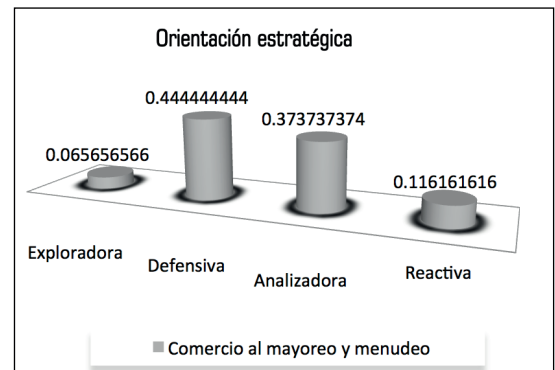 Orientación estratégica
0.444444444
0.373737374
0.065656566
0.116161616
Exploradora
Defensiva
Analizadora
Reactiva
Comercio al mayoreo y menudeo